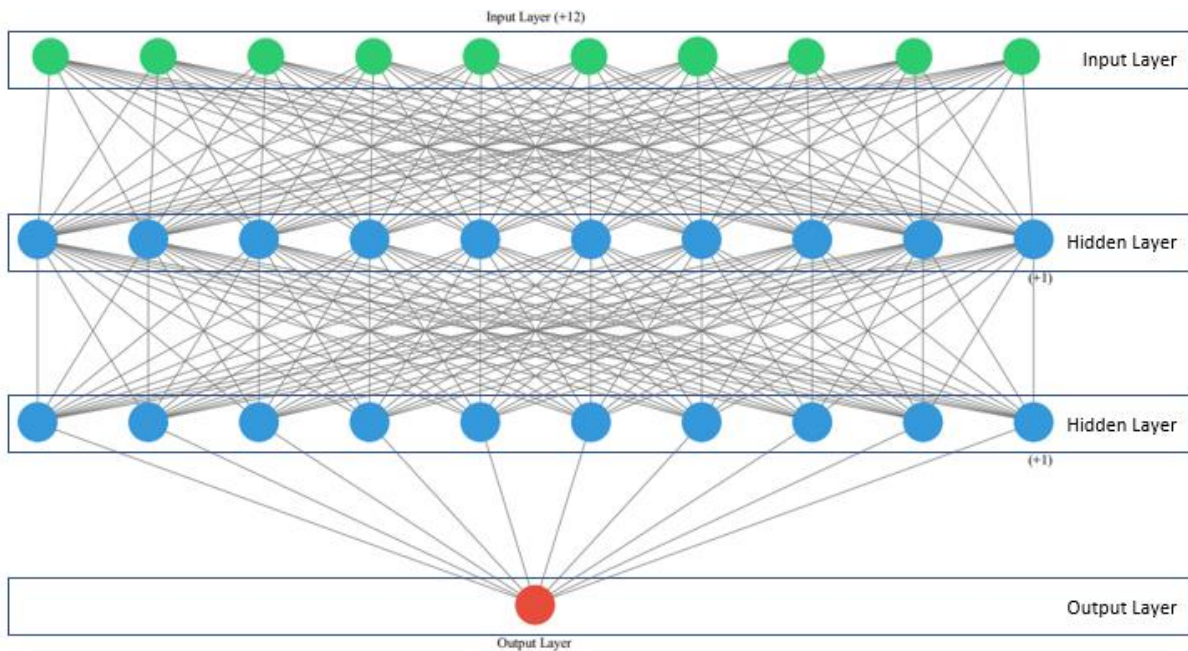 Input Layer (+12)
Input Layer
Hidden Layer
(+1)
Hidden Layer
(+1)
Output Layer
Output Layer